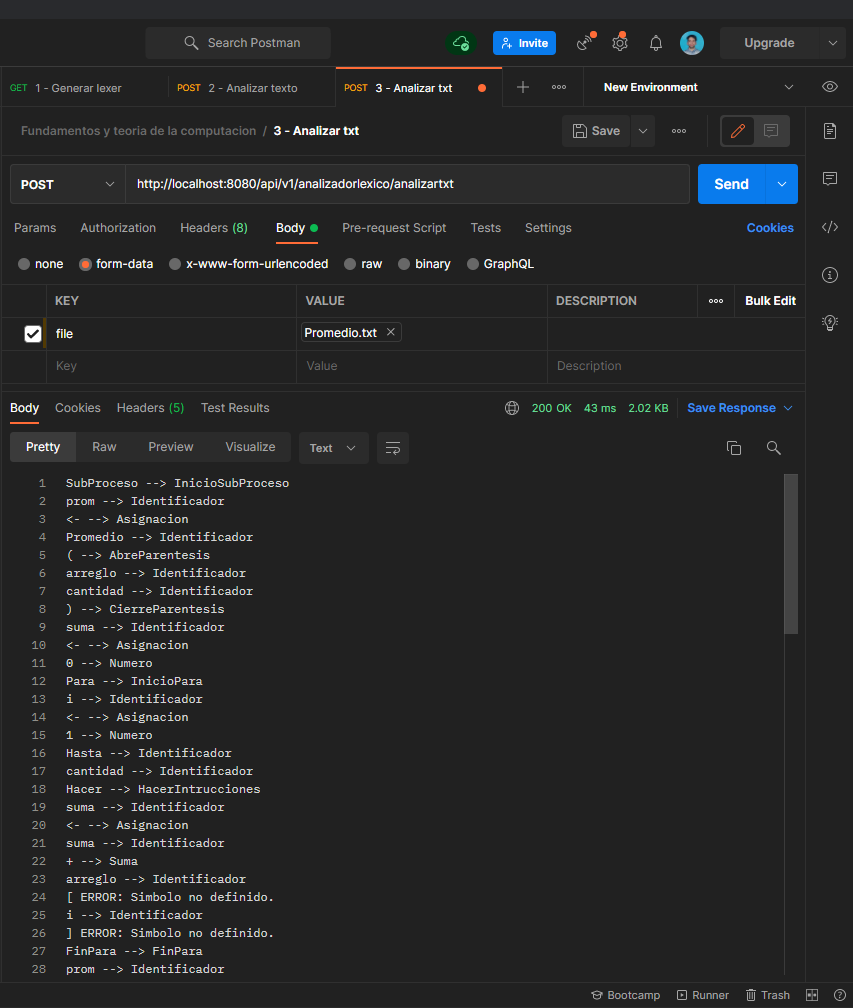 Search Postman
Invite
Upgrade
GET 1 - Generar lexer
POST 2 - Analizar texto
POST 3 - Analizar txt
New Environment
Fundamentos y teoria de la computacion / 3 - Analizar txt
Save
POST
http://localhost:8080/api/v1/analizadorlexico/analizartxt
Send
Params Authorization Headers (8) Body Pre-request Script Tests Settings Cookies
none form-data x-www-form-urlencoded raw binary GraphQL
KEY VALUE DESCRIPTION Bulk Edit
file Promedio.txt
Key Value Description
Body Cookies Headers (5) Test Results 200 OK 43 ms 2.02 KB Save Response
Pretty Raw Preview Visualize Text
1 SubProceso --> InicioSubProceso
2 prom --> Identificador
3 <- --> Asignacion
4 Promedio --> Identificador
5 ( --> AbreParentesis
6 arreglo --> Identificador
7 cantidad --> Identificador
8 ) --> CierreParentesis
9 suma --> Identificador
10 <- --> Asignacion
11 0 --> Numero
12 Para --> InicioPara
13 i --> Identificador
14 <- --> Asignacion
15 1 --> Numero
16 Hasta --> Identificador
17 cantidad --> Identificador
18 Hacer --> HacerIntrucciones
19 suma --> Identificador
20 <- --> Asignacion
21 suma --> Identificador
22 + --> Suma
23 arreglo --> Identificador
24 [ ERROR: Simbolo no definido.
25 i --> Identificador
26 ] ERROR: Simbolo no definido.
27 FinPara --> FinPara
28 prom --> Identificador
Bootcamp Runner Trash